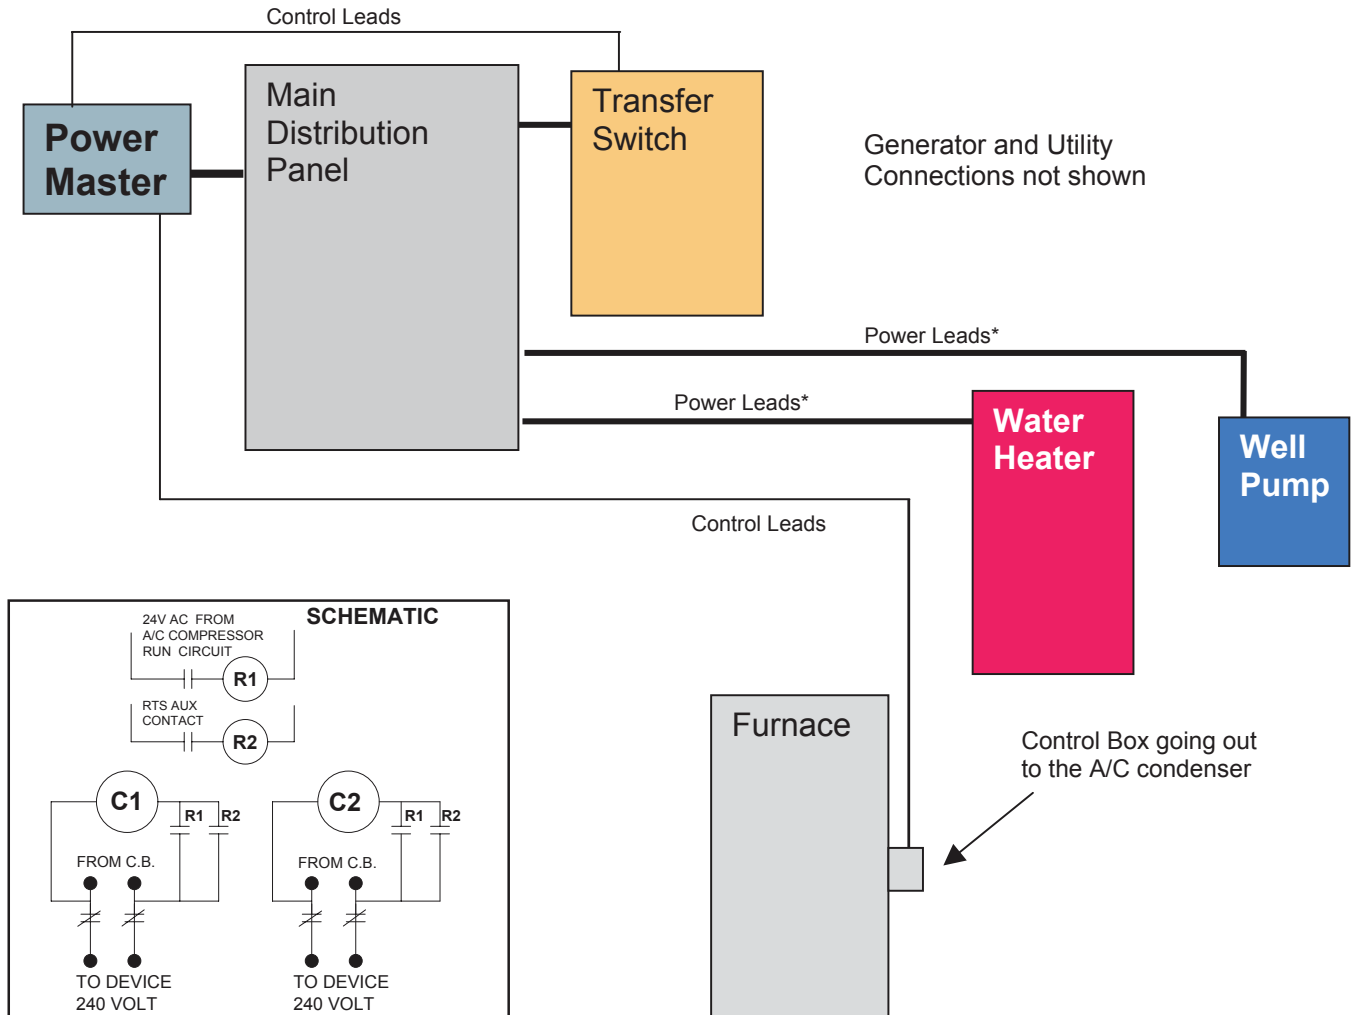 Control Leads
Power
Master
Main
Distribution
Panel
Transfer
Switch
Generator and Utility
Connections not shown
Power Leads*
Power Leads*
Water
Heater
Well
Pump
Control Leads
SCHEMATIC
24V AC FROM
A/C COMPRESSOR
RUN CIRCUIT
R1
RTS AUX
CONTACT
R2
C1
R1
R2
FROM C.B.
TO DEVICE
240 VOLT
C2
R1
R2
FROM C.B.
TO DEVICE
240 VOLT
Furnace
Control Box going out
to the A/C condenser